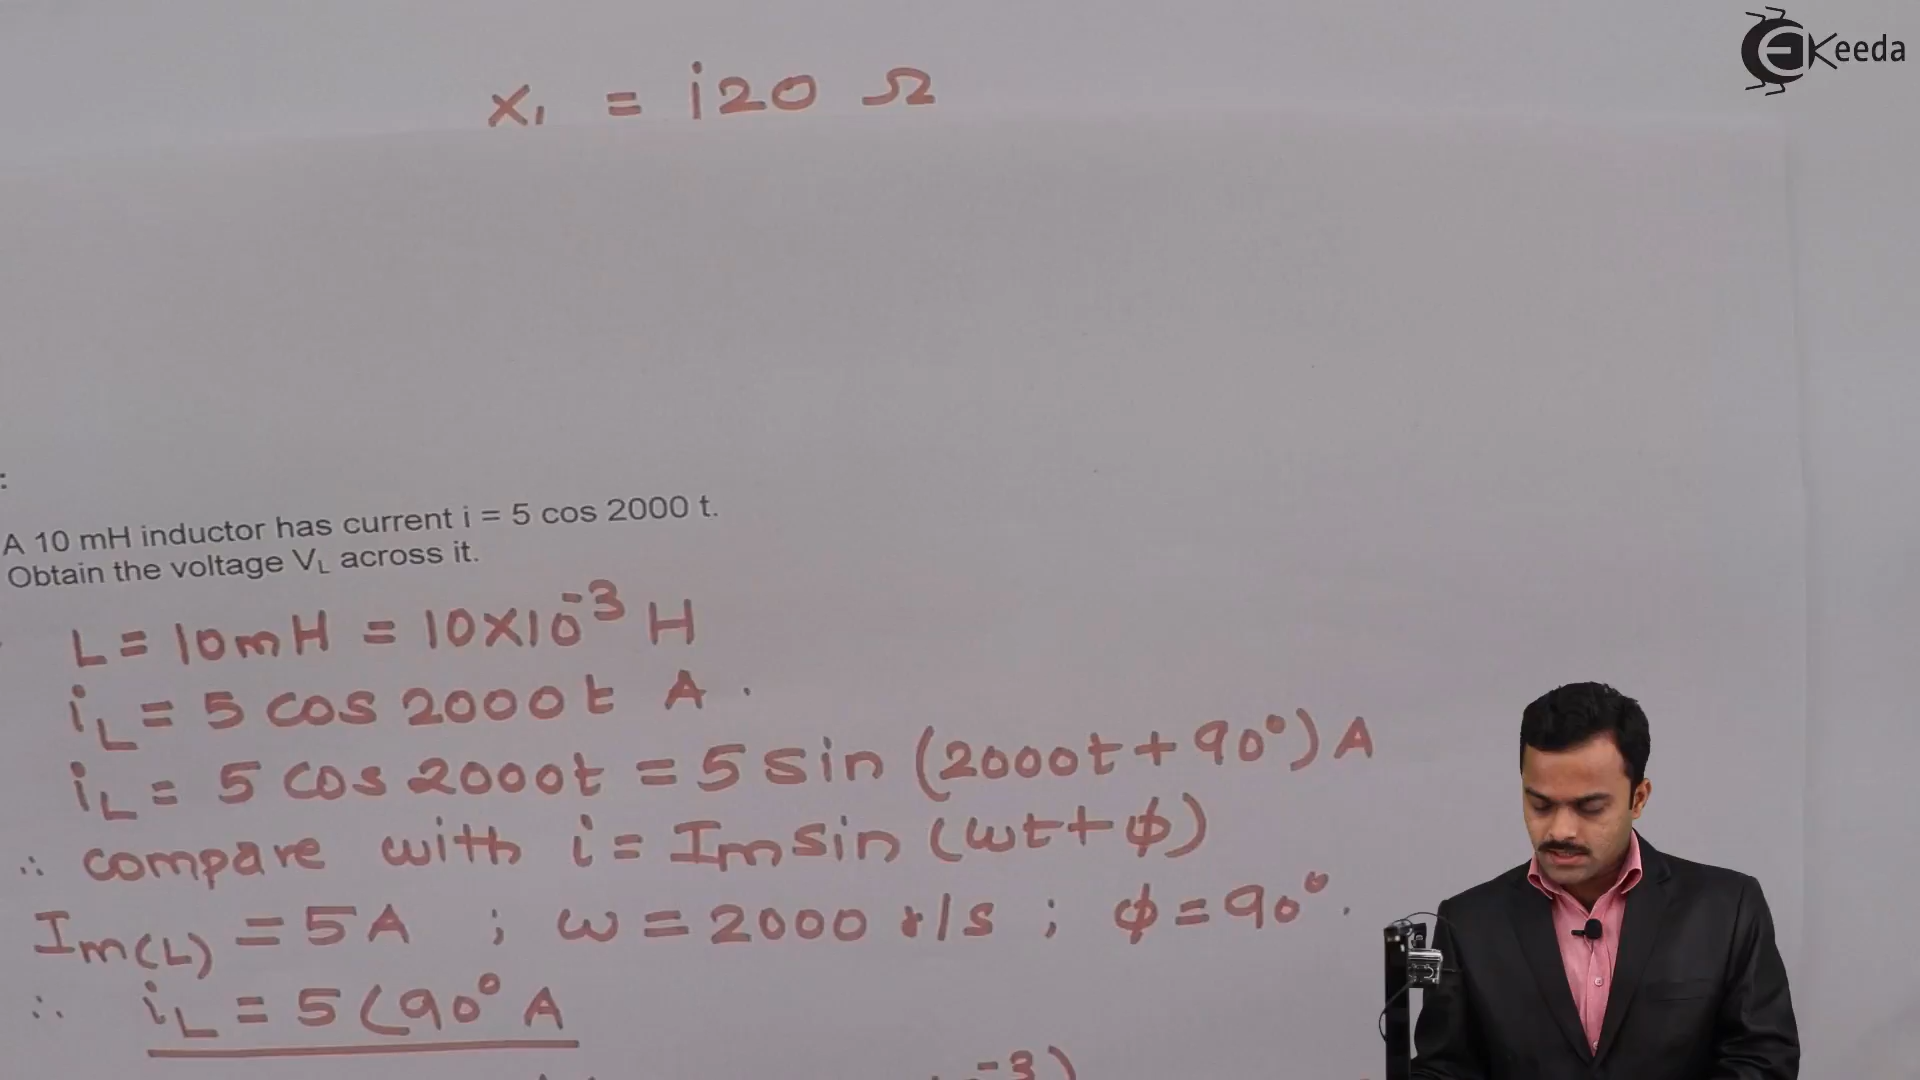 EKeeda
X₁ = j20 Ω
:
A 10 mH inductor has current i = 5 cos 2000 t.
Obtain the voltage V_L across it.
L = 10mH = 10×10⁻³ H
i_L = 5 cos 2000t A.
i_L = 5 cos 2000t = 5 sin (2000t + 90°) A
∴ compare with i = Im sin (ωt + ϕ)
I_m(L) = 5A ; ω = 2000 r/s ; ϕ = 90°.
∴ i_L = 5∠90° A